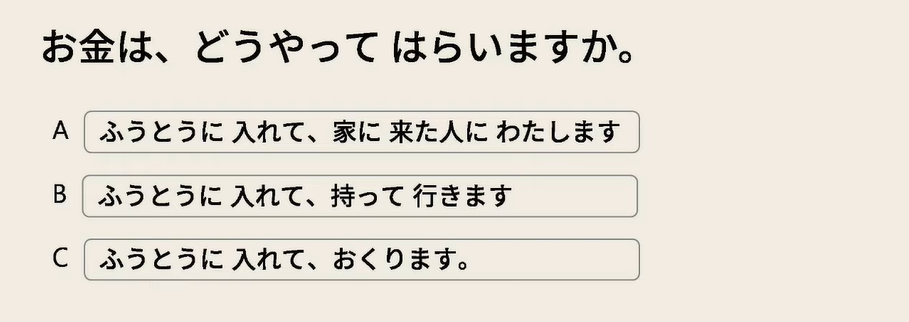 お金は、どうやって はらいますか。
A ふうとうに 入れて、家に 来た人に わたします
B ふうとうに 入れて、持って 行きます
C ふうとうに 入れて、おくります。